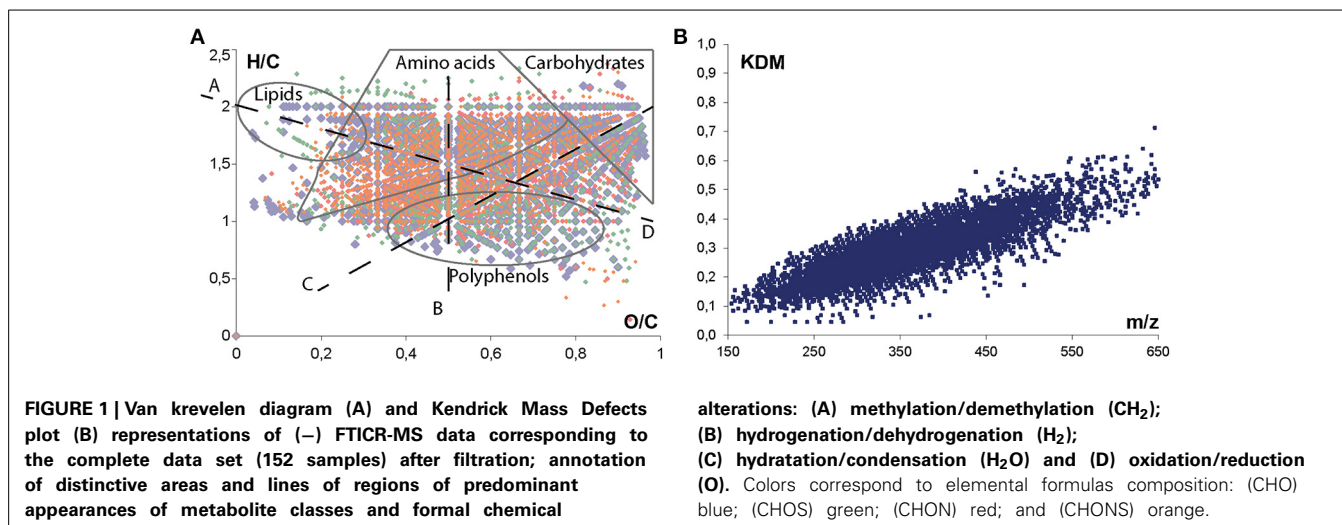 A
2,5
H/C
Amino acids
Carbohydrates
A
Lipids
2
1,5
1
D
0,5
C
Polyphenols
B
O/C
0
0
0,2
0,4
0,6
0,8
1
B
1,0
KDM
0,9
0,8
0,7
0,6
0,5
0,4
0,3
0,2
0,1
0,0
m/z
150
250
350
450
550
650
FIGURE 1 | Van krevelen diagram (A) and Kendrick Mass Defects
plot (B) representations of (−) FTICR-MS data corresponding to
the complete data set (152 samples) after filtration; annotation
of distinctive areas and lines of regions of predominant
appearances of metabolite classes and formal chemical
alterations: (A) methylation/demethylation (CH₂);
(B) hydrogenation/dehydrogenation (H₂);
(C) hydratation/condensation (H₂O) and (D) oxidation/reduction
(O). Colors correspond to elemental formulas composition: (CHO)
blue; (CHOS) green; (CHON) red; and (CHONS) orange.